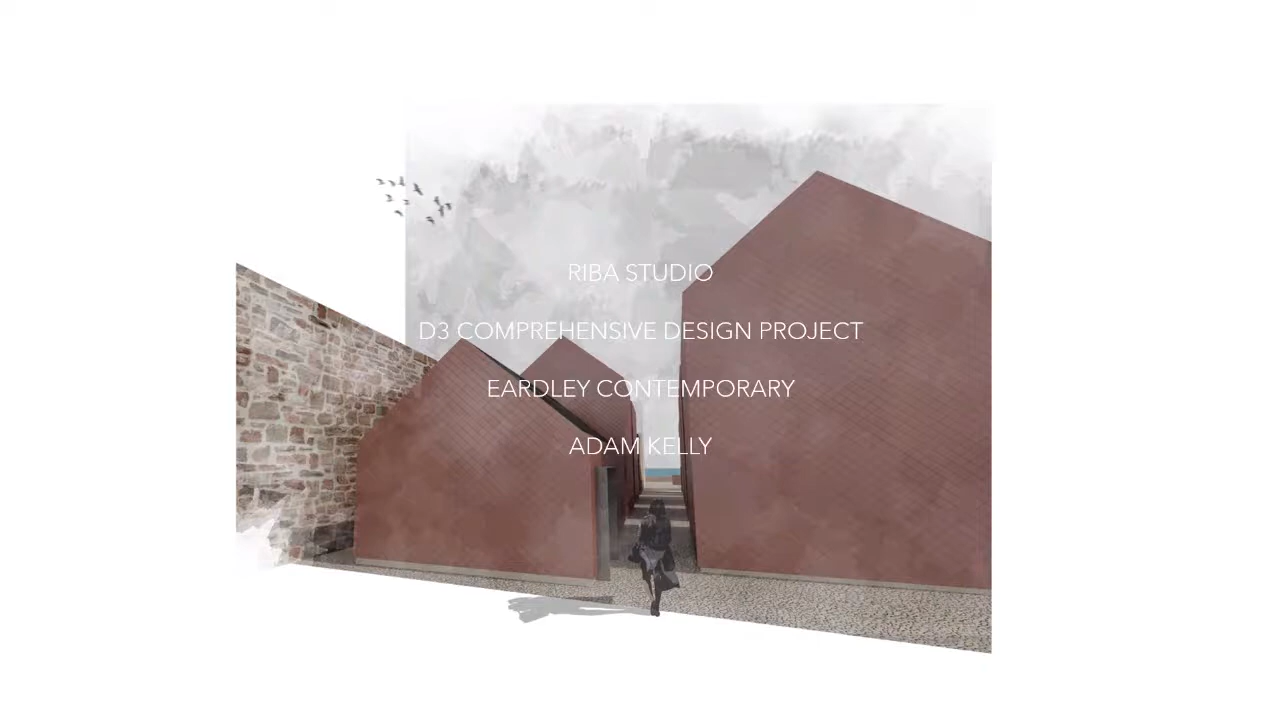 RIBA STUDIO
D3 COMPREHENSIVE DESIGN PROJECT
EARDLEY CONTEMPORARY
ADAM KELLY